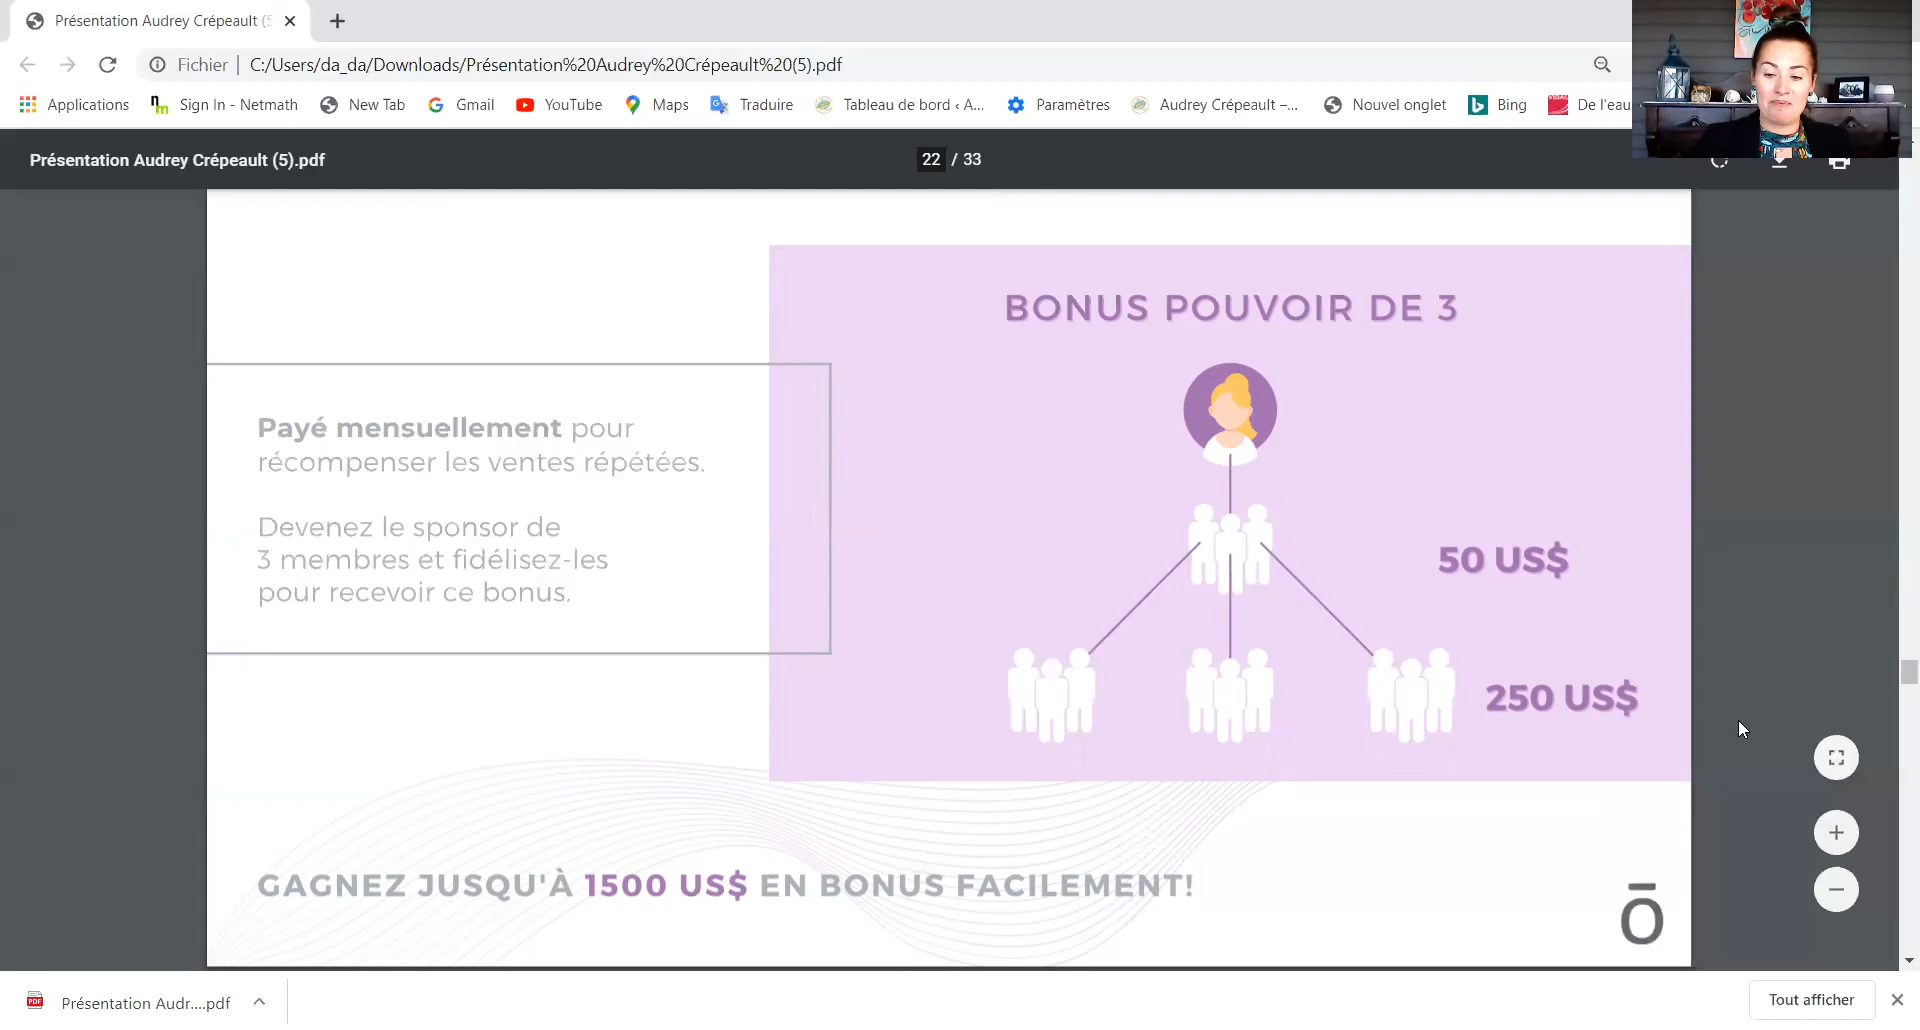 Présentation Audrey Crépeault (5
Fichier
C:/Users/da_da/Downloads/Présentation%20Audrey%20Crépeault%20(5).pdf
Applications
Sign In - Netmath
New Tab
Gmail
YouTube
Maps
Traduire
Tableau de bord ‹ A...
Paramètres
Audrey Crépeault –...
Nouvel onglet
Bing
De l'eau
Présentation Audrey Crépeault (5).pdf
22 / 33
BONUS POUVOIR DE 3
Payé mensuellement pour
récompenser les ventes répétées.
Devenez le sponsor de
3 membres et fidélisez-les
pour recevoir ce bonus.
50 US$
250 US$
GAGNEZ JUSQU'À 1500 US$ EN BONUS FACILEMENT!
ō
Présentation Audr....pdf
Tout afficher